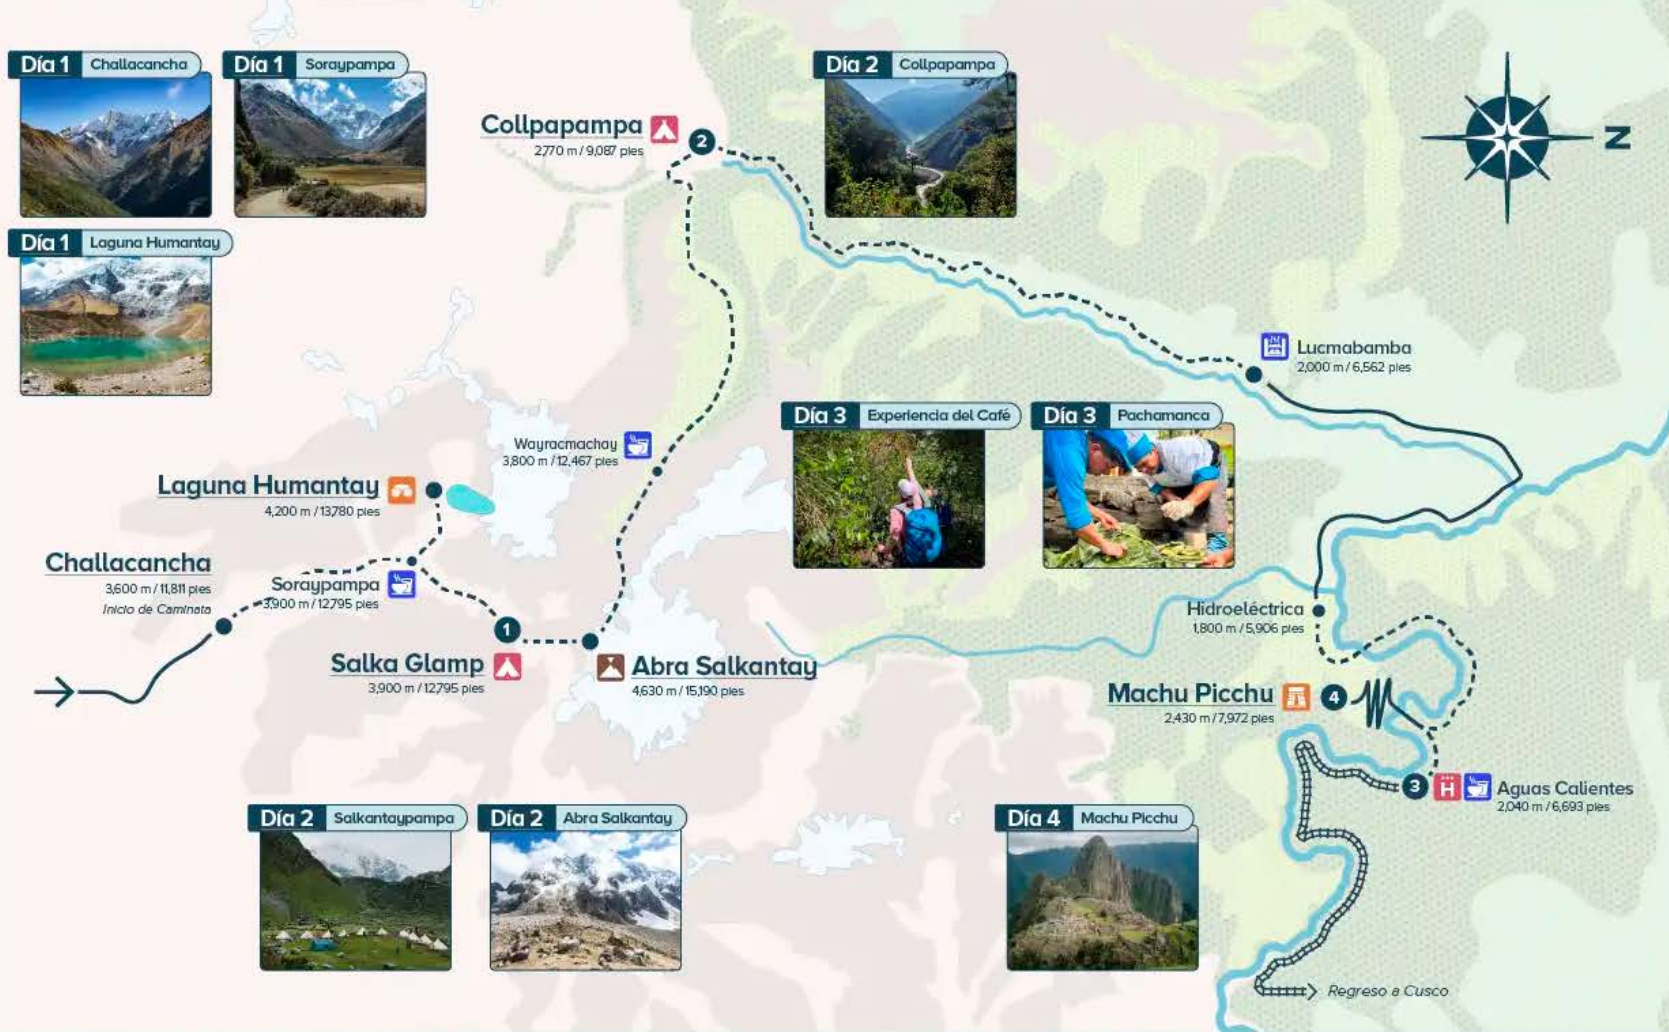 Día 1 Challacancha
Día 1 Soraypampa
Día 2 Collpapampa
Collpapampa
2,770 m / 9,087 pies
2
N
Día 1 Laguna Humantay
Lucmabamba
2,000 m / 6,562 pies
Día 3 Experiencia del Café
Día 3 Pachamanca
Wayracmachay
3,800 m / 12,467 pies
Laguna Humantay
4,200 m / 13,780 pies
Challacancha
3,600 m / 11,811 pies
Inicio de Caminata
Soraypampa
3,900 m / 12,795 pies
1
Salka Glamp
3,900 m / 12,795 pies
Abra Salkantay
4,630 m / 15,190 pies
Hidroeléctrica
1,800 m / 5,906 pies
Machu Picchu
2,430 m / 7,972 pies
4
3
H
Aguas Calientes
2,040 m / 6,693 pies
Día 2 Salkantaypampa
Día 2 Abra Salkantay
Día 4 Machu Picchu
Regreso a Cusco